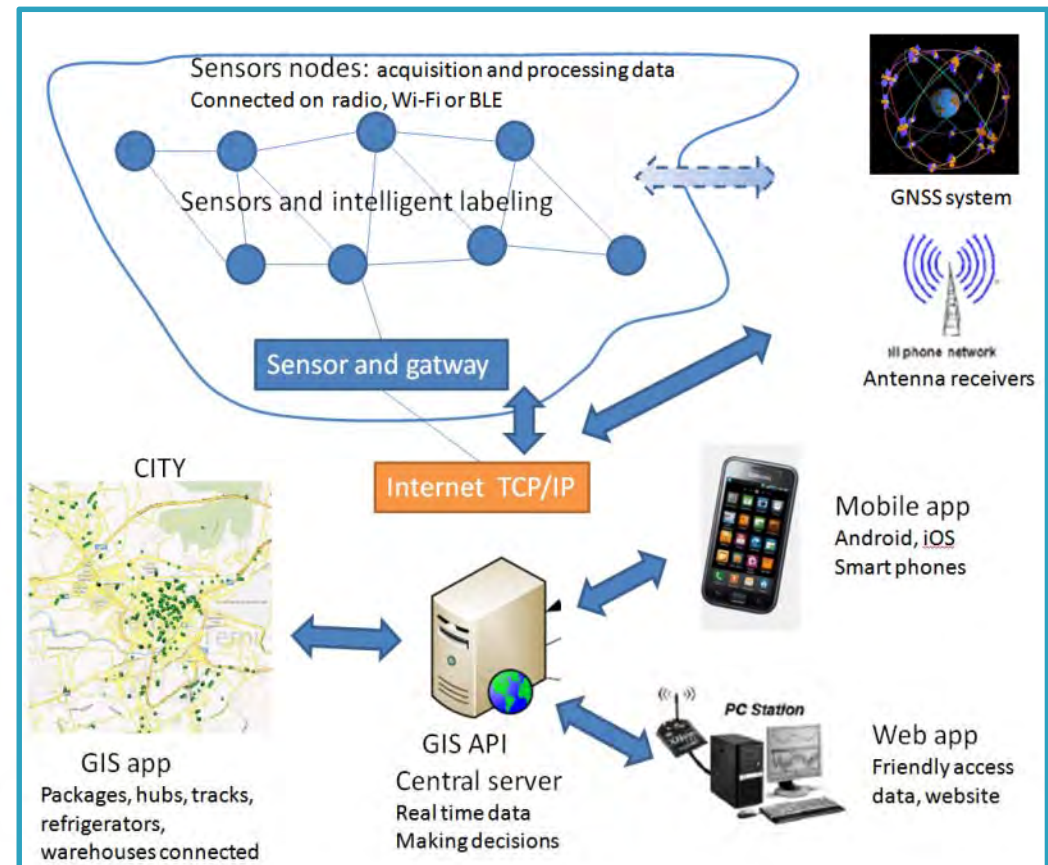 Sensors nodes: acquisition and processing data
Connected on radio, Wi-Fi or BLE
Sensors and intelligent labeling
GNSS system
Sensor and gatway
ill phone network
Antenna receivers
CITY
Internet TCP/IP
Mobile app
Android, iOS
Smart phones
PC Station
GIS app
Packages, hubs, tracks,
refrigerators,
warehouses connected
GIS API
Central server
Real time data
Making decisions
Web app
Friendly access
data, website